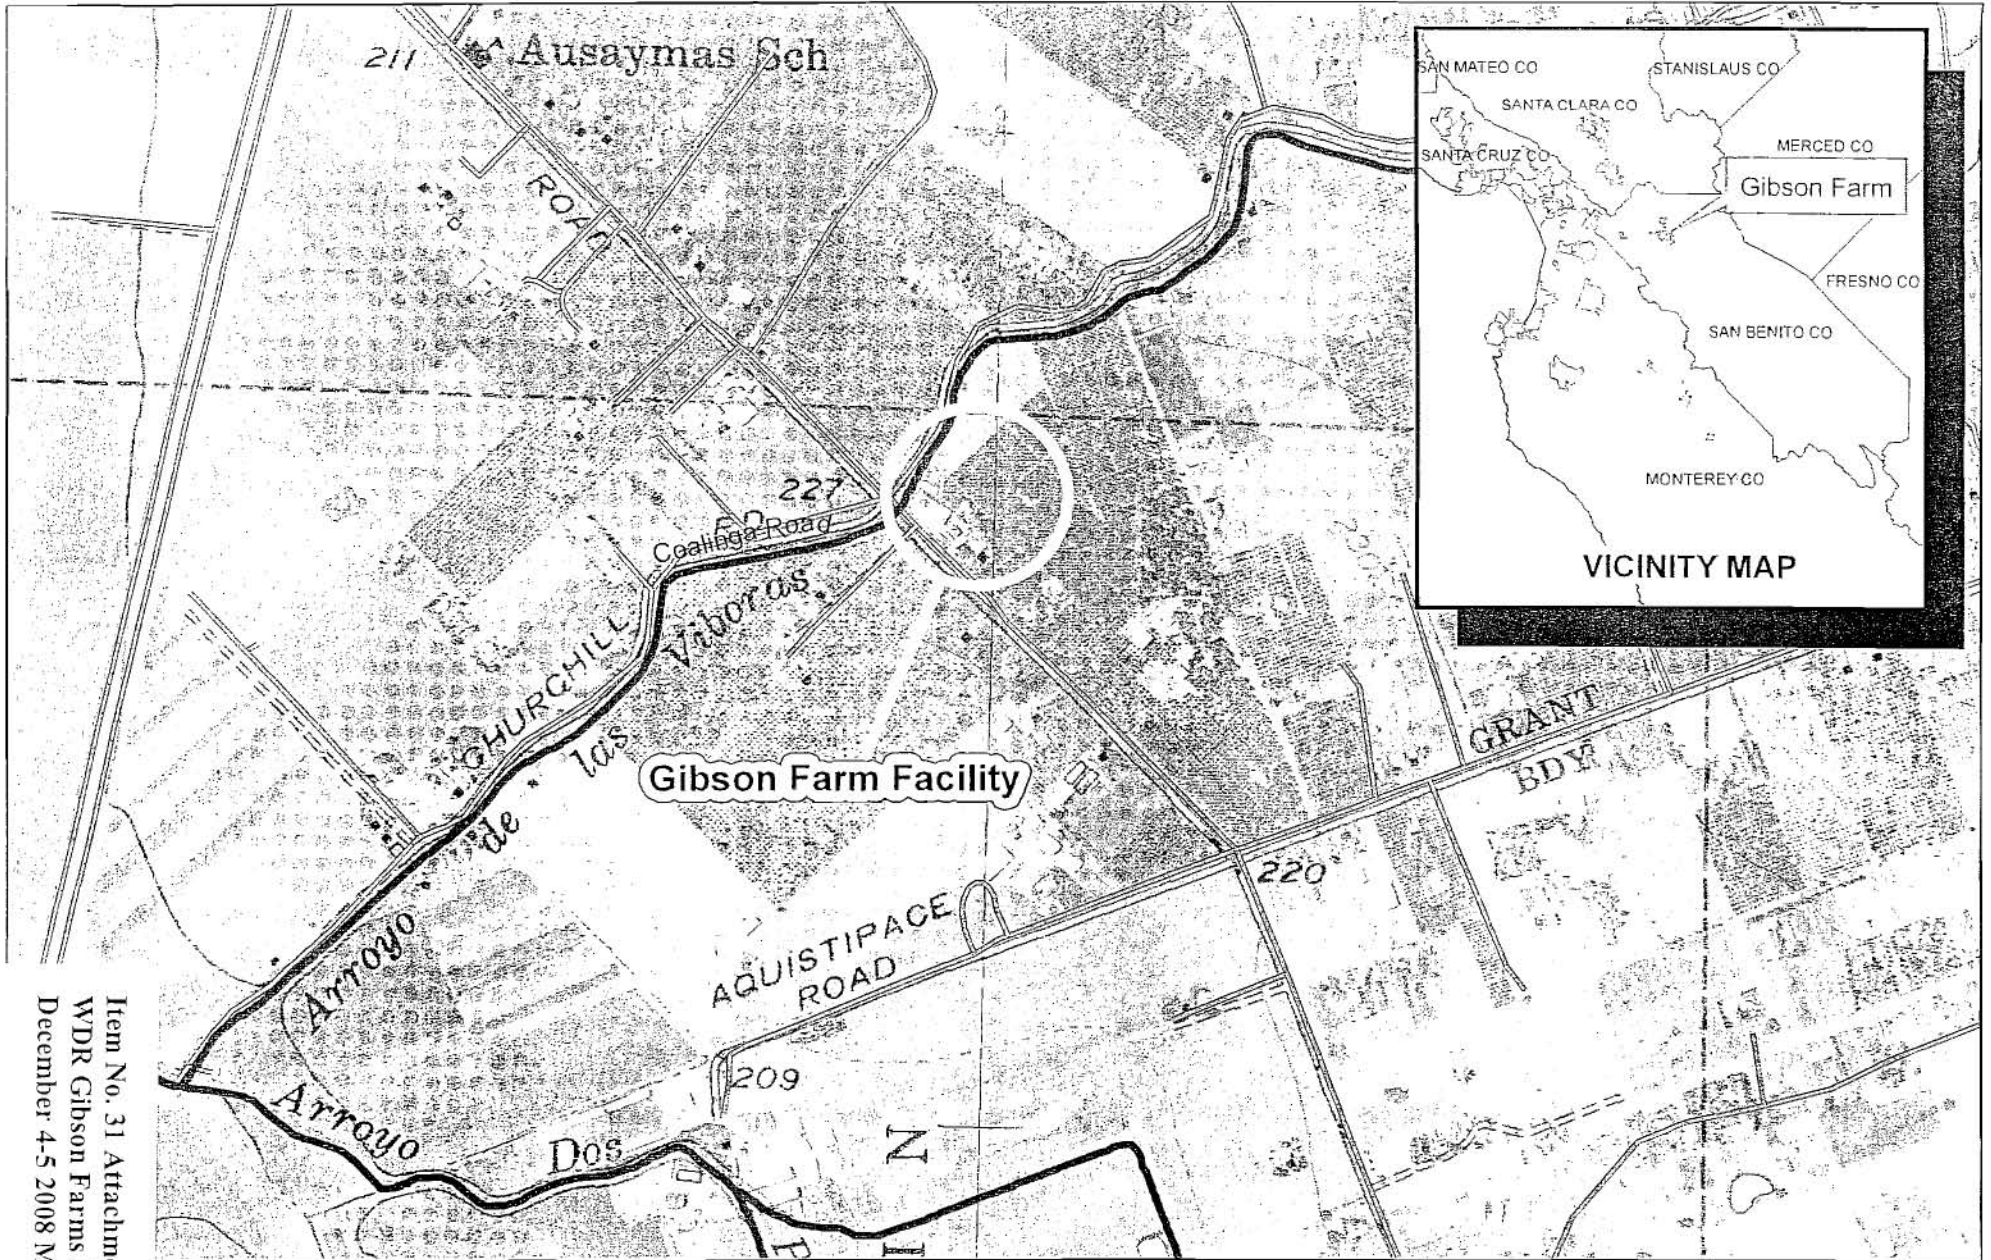 211
Ausaymas Sch
ROAD
227
Coalinga Road
CHURCHILL
Arroyo de las Viboras
Gibson Farm Facility
GRANT
BDY
220
AQUISTIPACE
ROAD
209
Arroyo
Dos
N
SAN MATEO CO
STANISLAUS CO
SANTA CLARA CO
SANTA CRUZ CO
MERCED CO
Gibson Farm
FRESNO CO
SAN BENITO CO
MONTEREY CO
VICINITY MAP
Item No. 31 Attachm
WDR Gibson Farms
December 4-5 2008 M